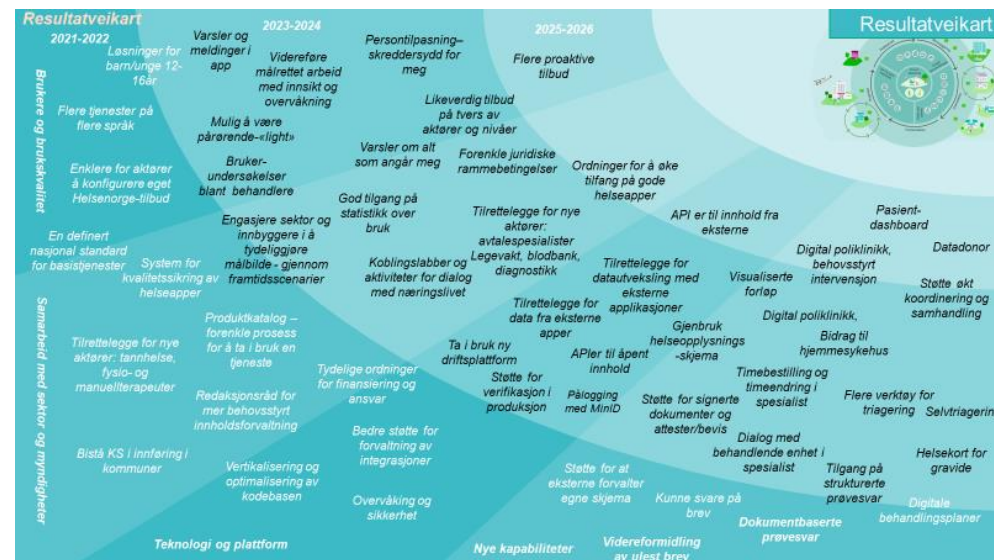 Resultatveikart
2021-2022
2023-2024
2025-2026
Resultatveikart
Brukere og brukskvalitet
Samarbeid med sektor og myndigheter
Løsninger for
barn/unge 12-
16år
Flere tjenester på
flere språk
Enklere for aktører
å konfigurere eget
Helsenorge-tilbud
En definert
nasjonal standard
for basistjenester
System for
kvalitetssikring av
helseapper
Tilrettelegge for nye
aktører: tannhelse,
fysio- og
manuellterapeuter
Bistå KS i innføring i
kommuner
Varsler og
meldinger i
app
Videreføre
målrettet arbeid
med innsikt og
overvåkning
Mulig å være
pårørende-«light»
Bruker-
undersøkelser
blant behandlere
Engasjere sektor og
innbyggere i å
tydeliggjøre
målbilde - gjennom
framtidsscenarier
Produktkatalog –
forenkle prosess
for å ta i bruk en
tjeneste
Redaksjonsråd for
mer behovsstyrt
innholdsforvaltning
Vertikalisering og
optimalisering av
kodebasen
Persontilpasning–
skreddersydd for
meg
Likeverdig tilbud
på tvers av
aktører og nivåer
Varsler om alt
som angår meg
God tilgang på
statistikk over
bruk
Koblingslabber og
aktiviteter for dialog
med næringslivet
Tydelige ordninger
for finansiering og
ansvar
Bedre støtte for
forvaltning av
integrasjoner
Overvåking og
sikkerhet
Flere proaktive
tilbud
Forenkle juridiske
rammebetingelser
Ordninger for å øke
tilfang på gode
helseapper
Tilrettelegge for nye
aktører:
avtalespesialister
Legevakt, blodbank,
diagnostikk
Tilrettelegge for
datautveksling med
eksterne
applikasjoner
Tilrettelegge for
data fra eksterne
apper
Ta i bruk ny
driftsplattform
APIer til åpent
innhold
Støtte for
verifikasjon i
produksjon
Pålogging
med MinID
Støtte for signerte
dokumenter og
attester/bevis
Gjenbruk
helseopplysnings
-skjema
API er til innhold fra
eksterne
Visualiserte
forløp
Pasient-
dashboard
Datadonor
Digital poliklinikk,
behovsstyrt
intervensjon
Støtte økt
koordinering og
samhandling
Digital poliklinikk,
Bidrag til
hjemmesykehus
Timebestilling og
timeendring i
spesialist
Flere verktøy for
triagering
Selvtriagerin
Dialog med
behandlende enhet i
spesialist
Tilgang på
strukturerte
prøvesvar
Helsekort for
gravide
Digitale
behandlingsplaner
Støtte for at
eksterne forvalter
egne skjema
Kunne svare på
brev
Dokumentbaserte
prøvesvar
Videreformidling
av ulest brev
Teknologi og plattform
Nye kapabiliteter